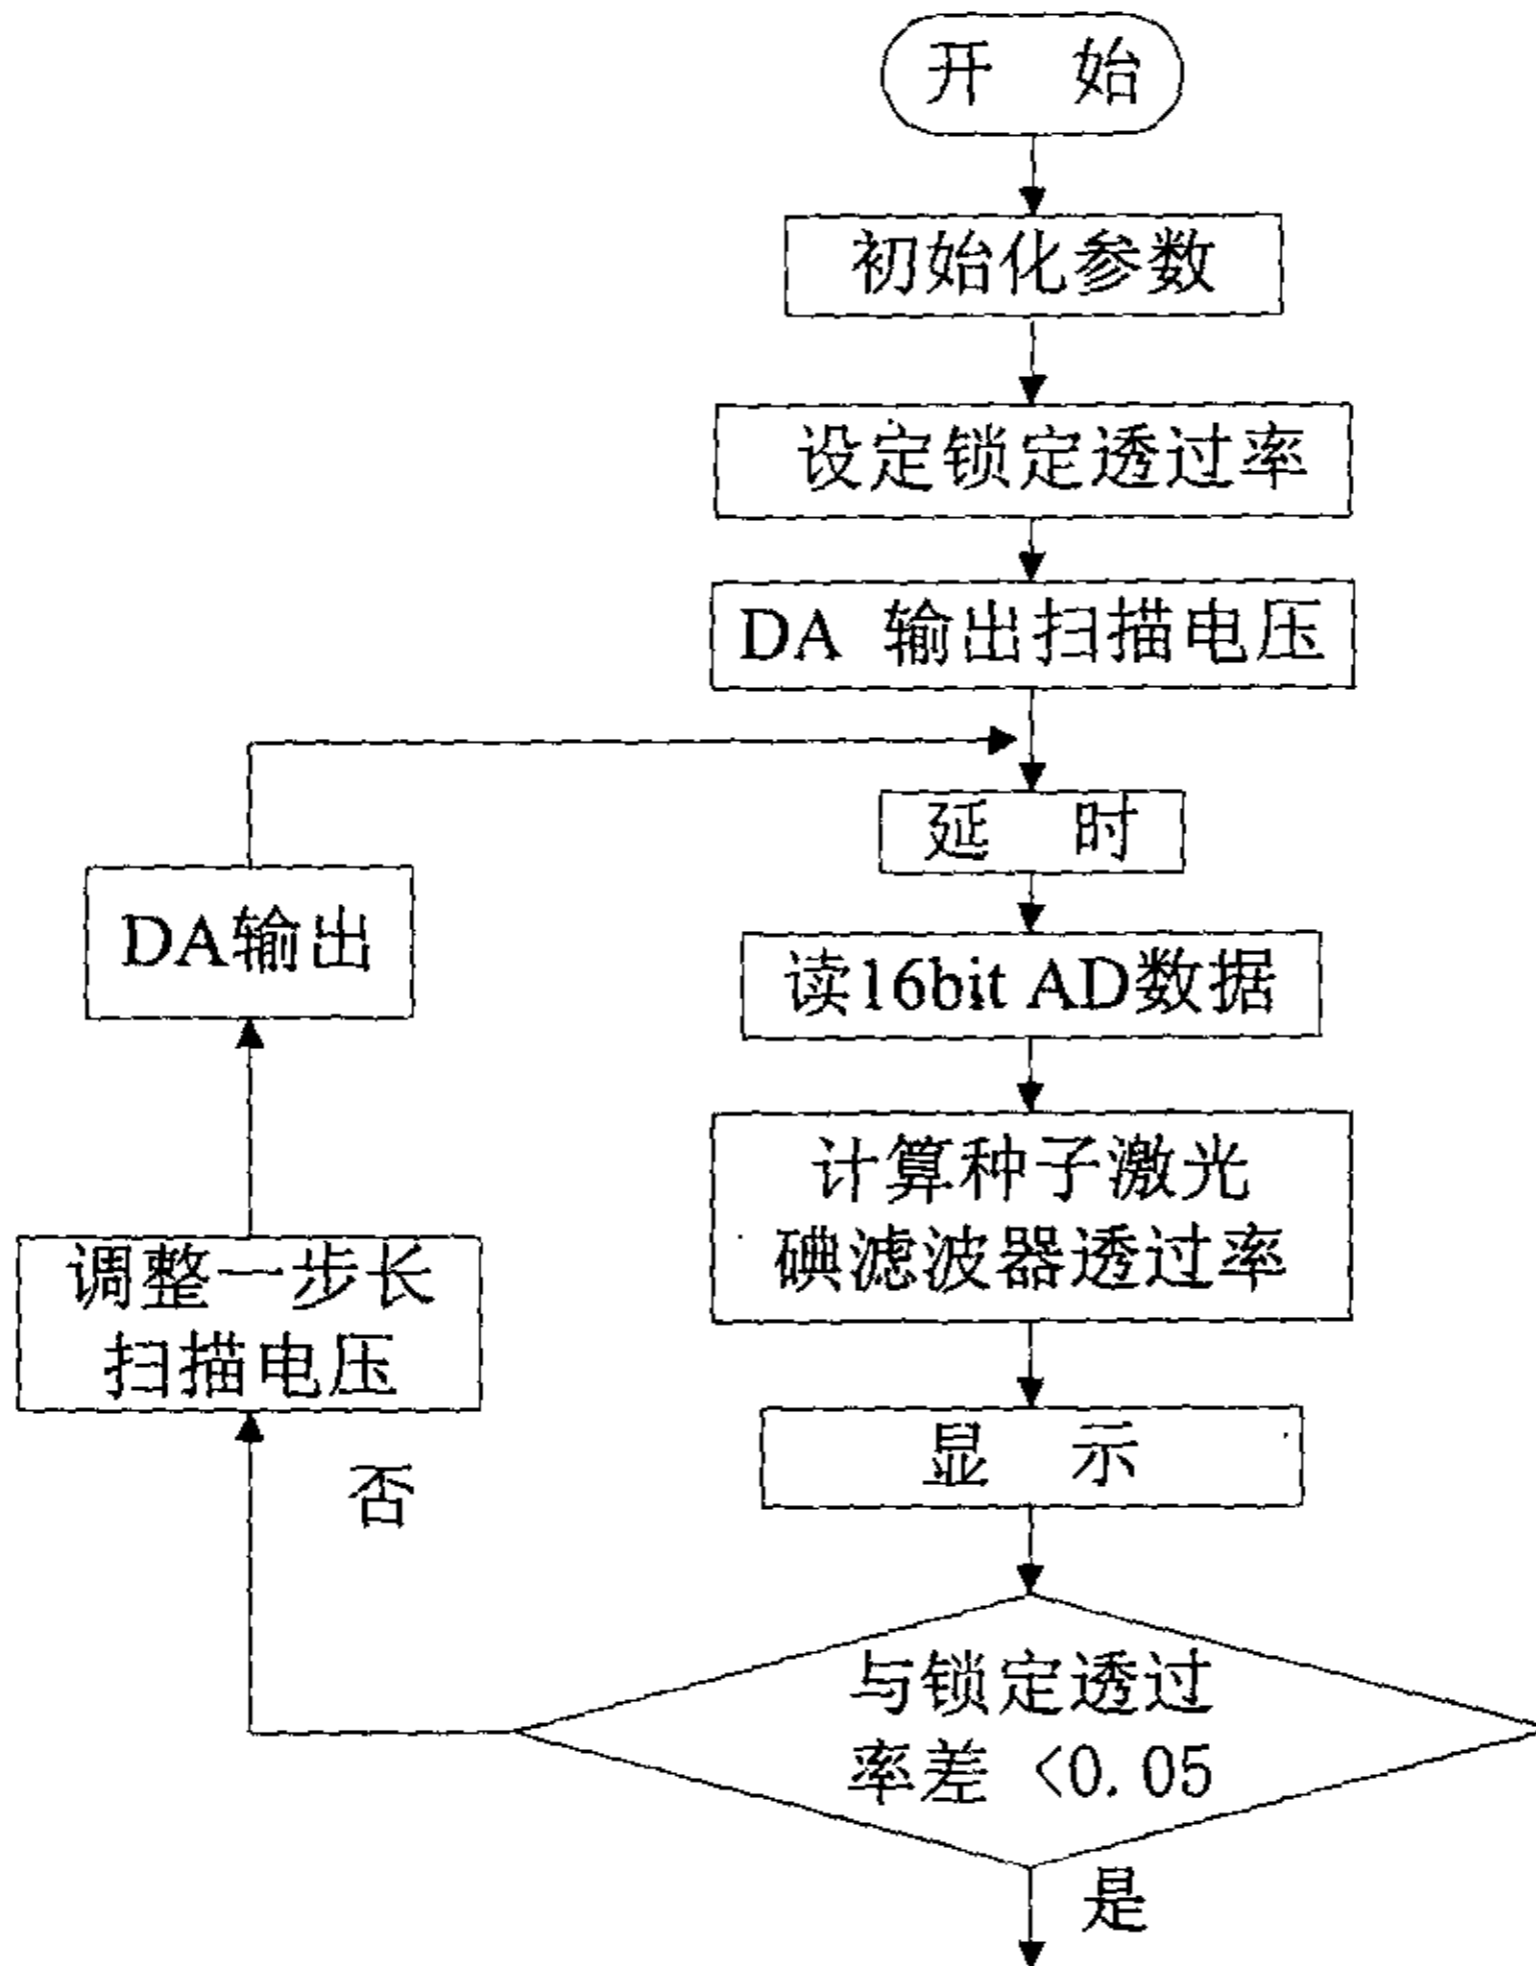 开 始
初始化参数
设定锁定透过率
DA 输出扫描电压
延 时
DA输出
读16bit AD数据
计算种子激光
碘滤波器透过率
调整一步长
扫描电压
显 示
否
与锁定透过
率差 <0.05
是